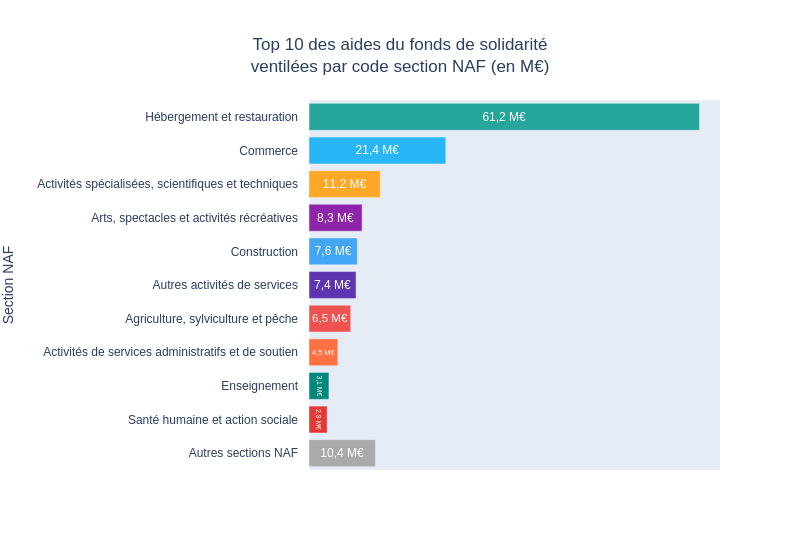 Top 10 des aides du fonds de solidarité
ventilées par code section NAF (en M€)
Section NAF
Hébergement et restauration 61,2 M€
Commerce 21,4 M€
Activités spécialisées, scientifiques et techniques 11,2 M€
Arts, spectacles et activités récréatives 8,3 M€
Construction 7,6 M€
Autres activités de services 7,4 M€
Agriculture, sylviculture et pêche 6,5 M€
Activités de services administratifs et de soutien 4,5 M€
Enseignement 3,1 M€
Santé humaine et action sociale 2,9 M€
Autres sections NAF 10,4 M€